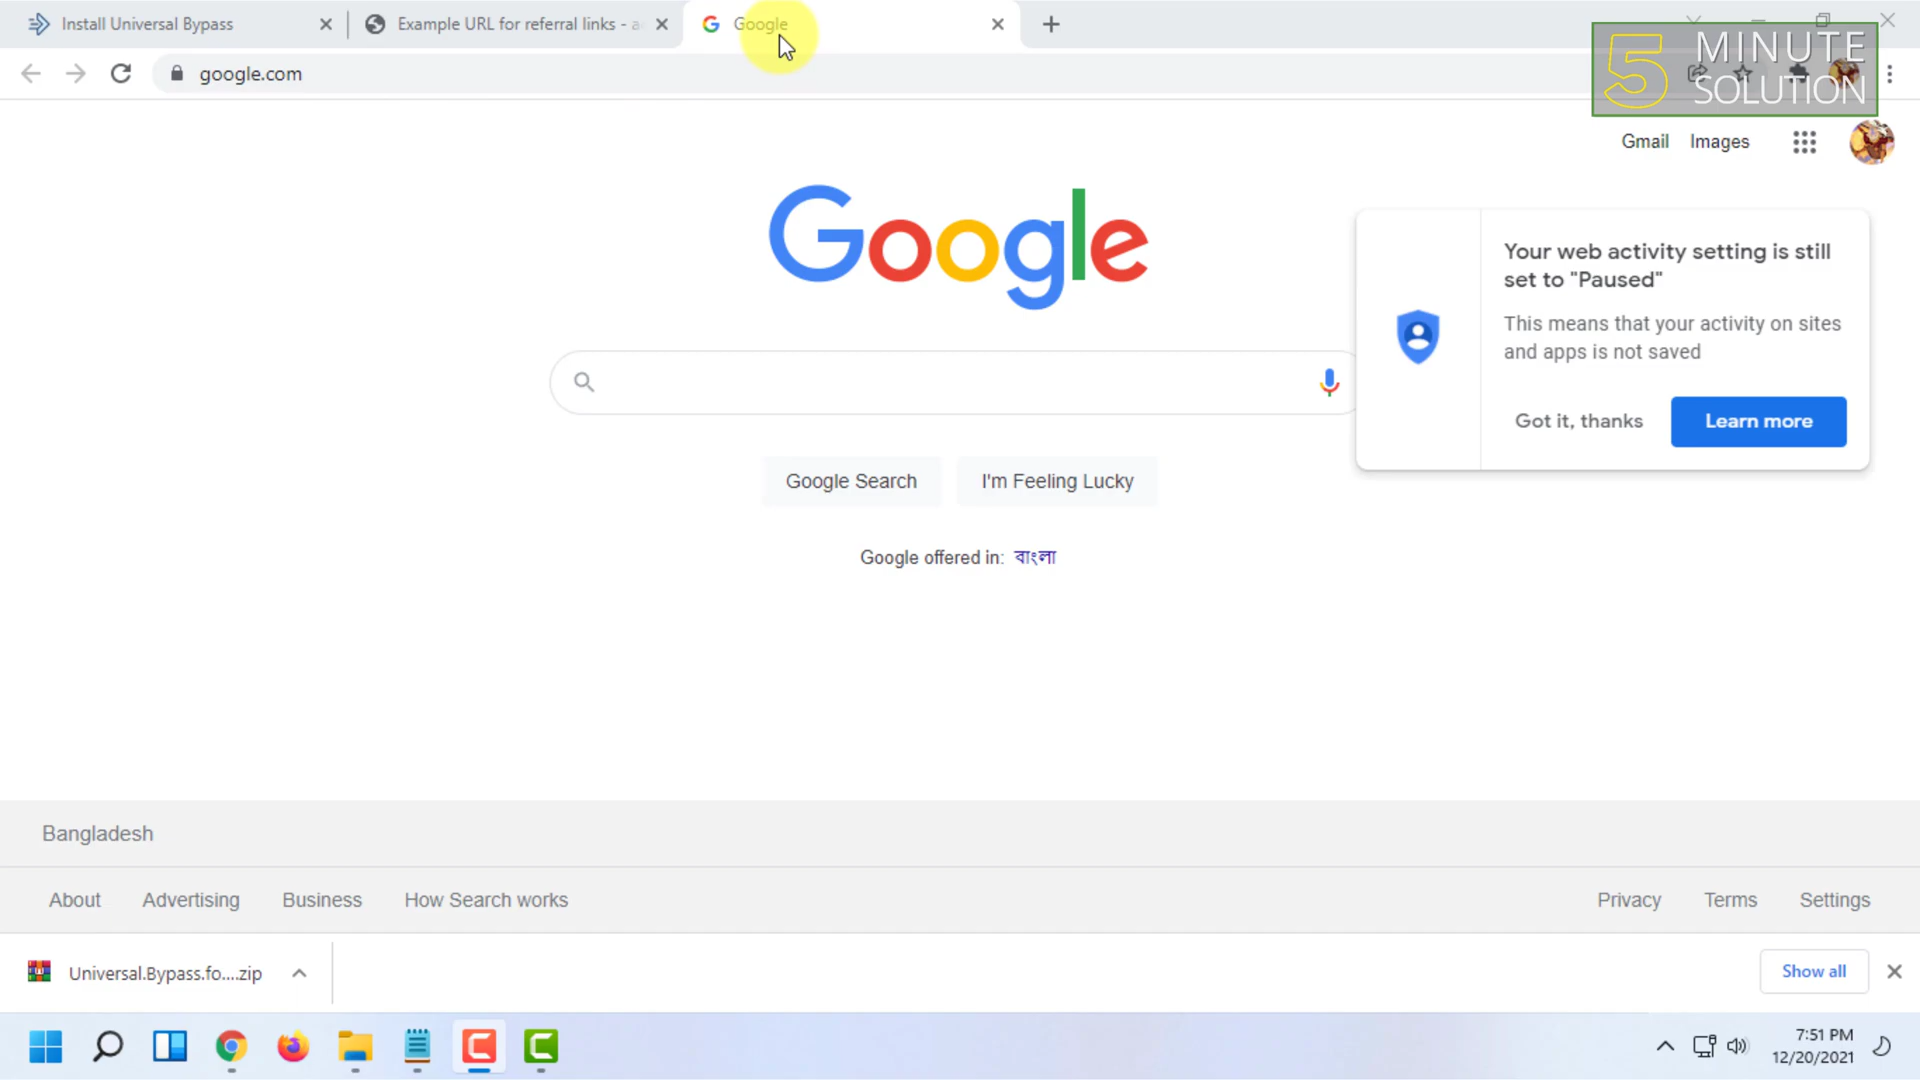 Install Universal Bypass
Example URL for referral links - a
Google
google.com
5 MINUTE
SOLUTION
Gmail
Images
Google
Your web activity setting is still
set to "Paused"
This means that your activity on sites
and apps is not saved
Got it, thanks
Learn more
Google Search
I'm Feeling Lucky
Google offered in: বাংলা
Bangladesh
About
Advertising
Business
How Search works
Privacy
Terms
Settings
Universal.Bypass.fo....zip
Show all
7:51 PM
12/20/2021